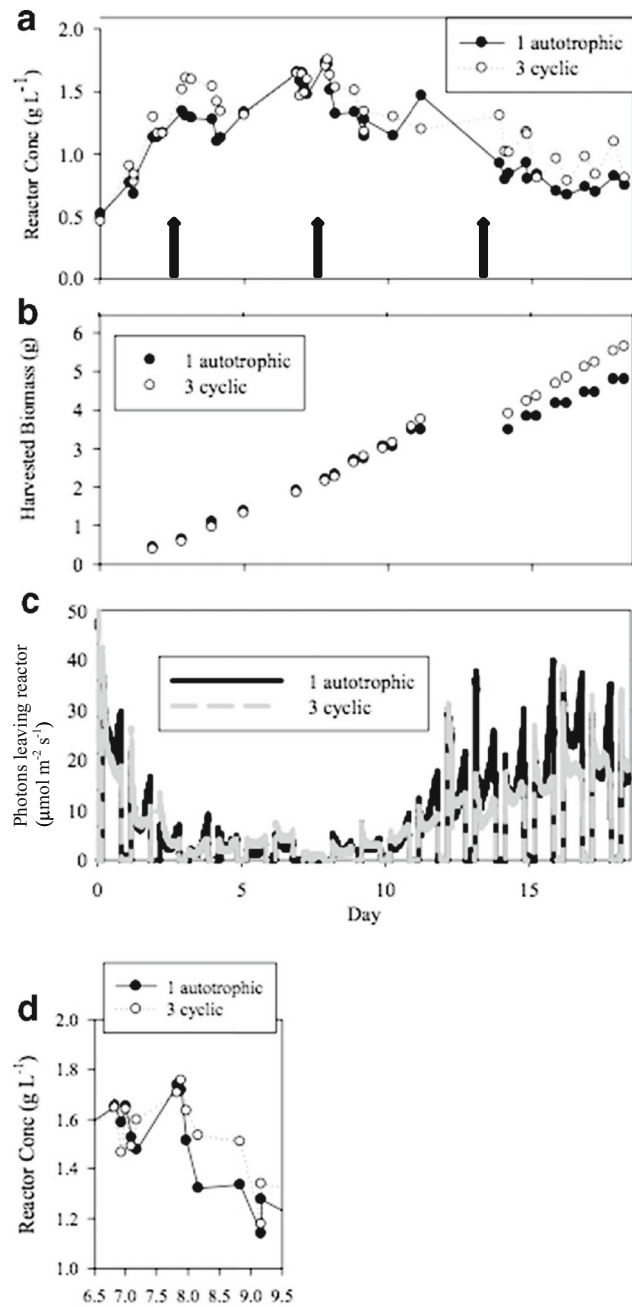 a
1 autotrophic
3 cyclic
Reactor Conc (g L⁻¹)
2.0
1.5
1.0
0.5
0.0
b
1 autotrophic
3 cyclic
Harvested Biomass (g)
6
5
4
3
2
1
0
c
1 autotrophic
3 cyclic
Photons leaving reactor
(μmol m⁻² s⁻¹)
50
40
30
20
10
0
0 5 10 15
Day
d
1 autotrophic
3 cyclic
Reactor Conc (g L⁻¹)
2.0
1.8
1.6
1.4
1.2
1.0
6.5 7.0 7.5 8.0 8.5 9.0 9.5